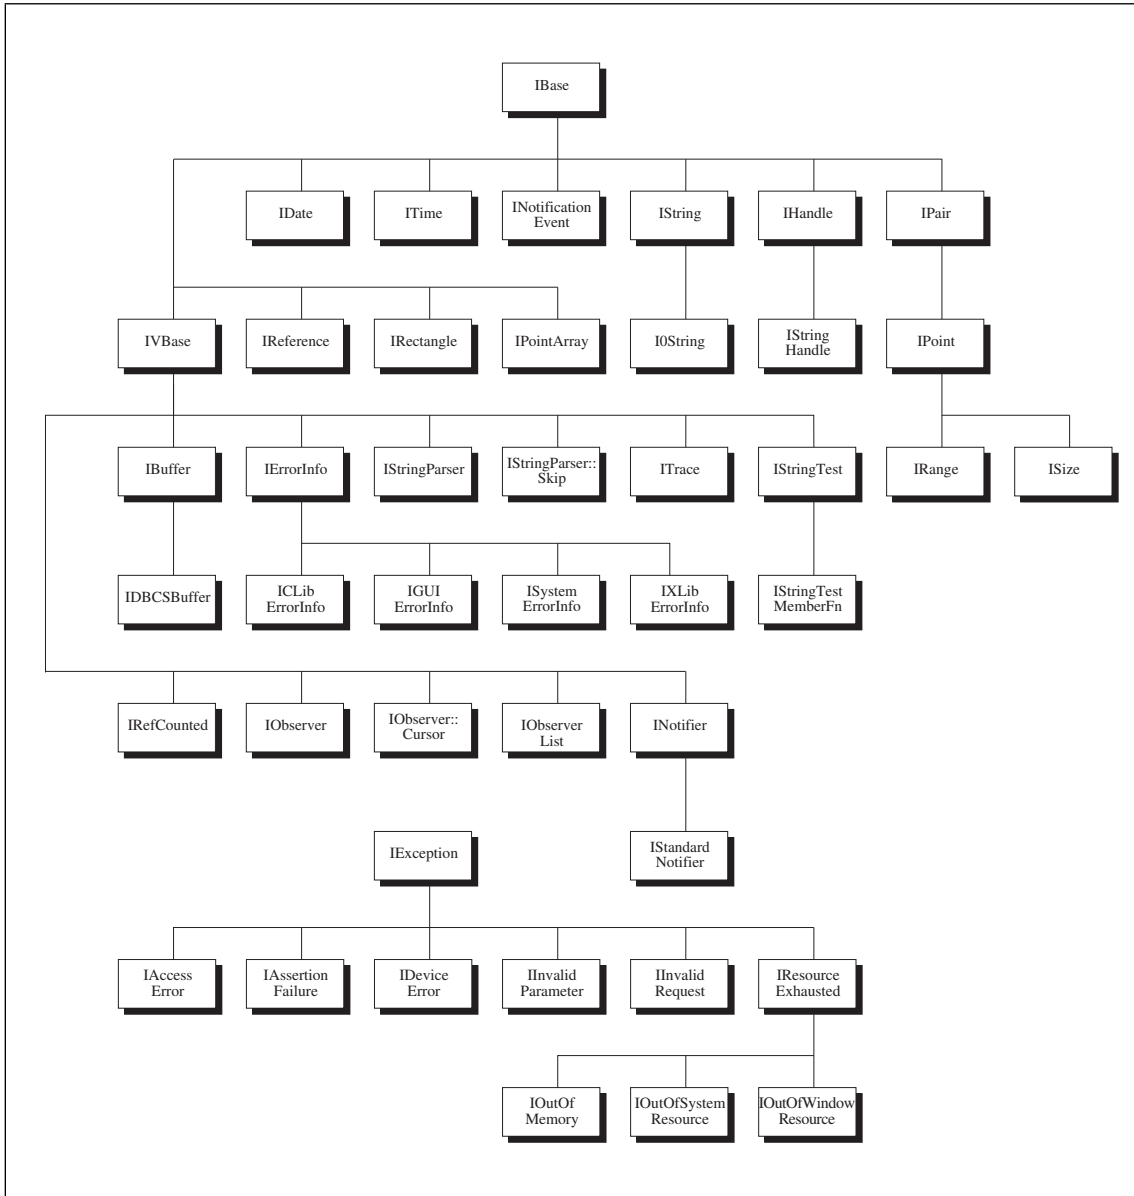 IBase
IDate
ITime
INotification
Event
IString
IHandle
IPair
IVBase
IReference
IRectangle
IPointArray
I0String
IString
Handle
IPoint
IBuffer
IErrorInfo
IStringParser
IStringParser::
Skip
ITrace
IStringTest
IRange
ISize
IDBCSBuffer
ICLib
ErrorInfo
IGUI
ErrorInfo
ISystem
ErrorInfo
IXLib
ErrorInfo
IStringTest
MemberFn
IRefCounted
IObserver
IObserver::
Cursor
IObserver
List
INotifier
IException
IStandard
Notifier
IAccess
Error
IAssertion
Failure
IDevice
Error
IInvalid
Parameter
IInvalid
Request
IResource
Exhausted
IOutOf
Memory
IOutOfSystem
Resource
IOutOfWindow
Resource